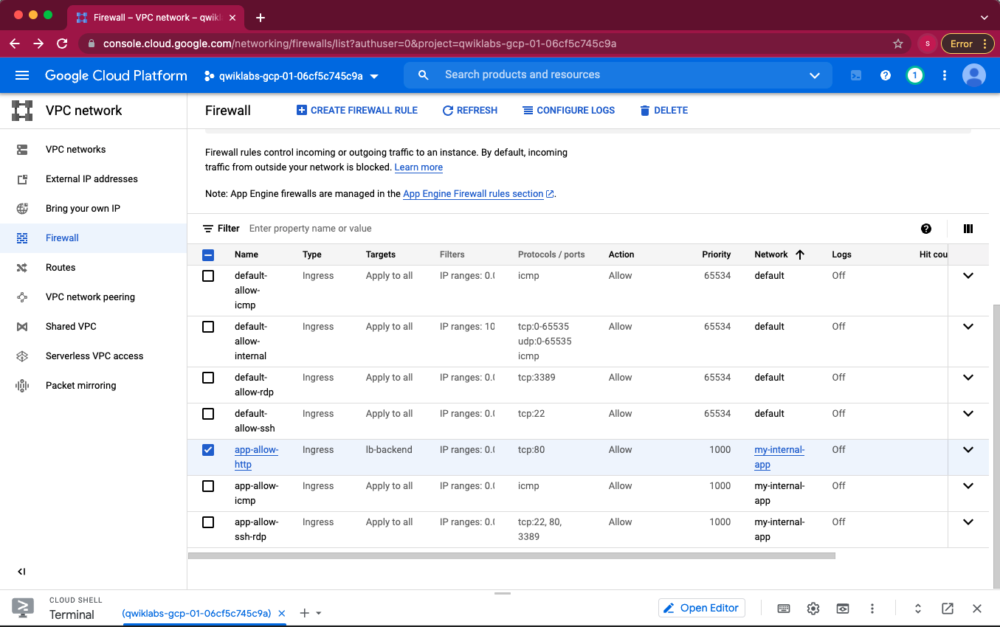 Firewall – VPC network – qwikl
console.cloud.google.com/networking/firewalls/list?authuser=0&project=qwiklabs-gcp-01-06cf5c745c9a
S
Error
Google Cloud Platform
qwiklabs-gcp-01-06cf5c745c9a
Search products and resources
1
VPC network
VPC networks
External IP addresses
Bring your own IP
Firewall
Routes
VPC network peering
Shared VPC
Serverless VPC access
Packet mirroring
Firewall
CREATE FIREWALL RULE
REFRESH
CONFIGURE LOGS
DELETE
Firewall rules control incoming or outgoing traffic to an instance. By default, incoming
traffic from outside your network is blocked. Learn more
Note: App Engine firewalls are managed in the App Engine Firewall rules section.
Filter Enter property name or value
Name Type Targets Filters Protocols / ports Action Priority Network Logs Hit cou
default- Ingress Apply to all IP ranges: 0.0 icmp Allow 65534 default Off
allow-
icmp
default- Ingress Apply to all IP ranges: 10 tcp:0-65535 Allow 65534 default Off
allow- udp:0-65535
internal icmp
default- Ingress Apply to all IP ranges: 0.0 tcp:3389 Allow 65534 default Off
allow-rdp
default- Ingress Apply to all IP ranges: 0.0 tcp:22 Allow 65534 default Off
allow-ssh
app-allow- Ingress lb-backend IP ranges: 0.0 tcp:80 Allow 1000 my-internal- Off
http app
app-allow- Ingress Apply to all IP ranges: 0.0 icmp Allow 1000 my-internal- Off
icmp app
app-allow- Ingress Apply to all IP ranges: 0.0 tcp:22, 80, Allow 1000 my-internal- Off
ssh-rdp 3389 app
CLOUD SHELL
Terminal
(qwiklabs-gcp-01-06cf5c745c9a)
Open Editor